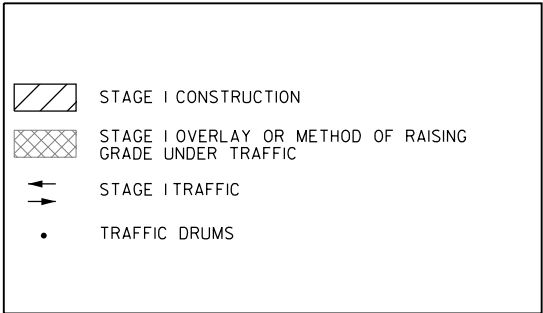 STAGE I CONSTRUCTION
STAGE I OVERLAY OR METHOD OF RAISING
GRADE UNDER TRAFFIC
STAGE I TRAFFIC
TRAFFIC DRUMS